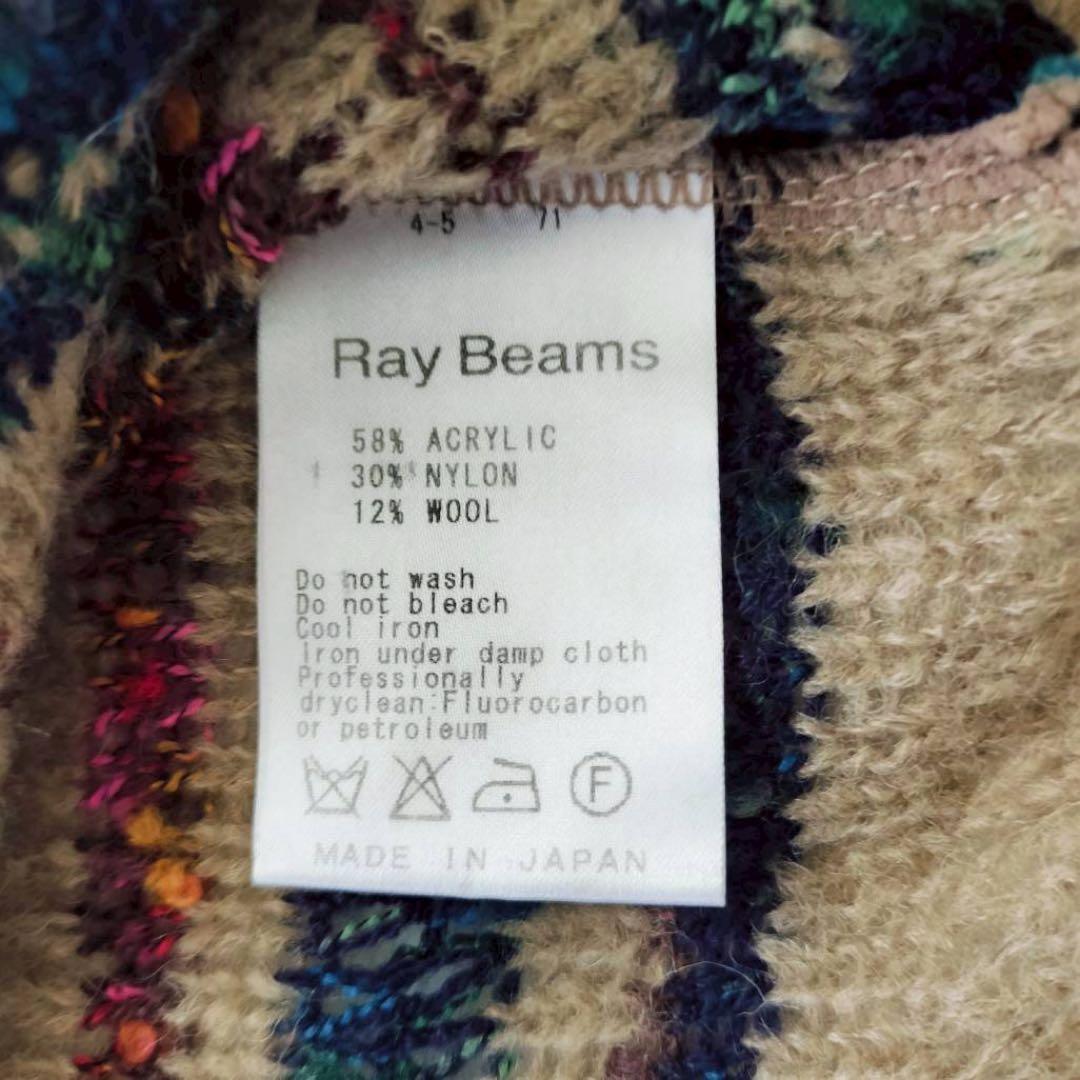 4-5 71
Ray Beams
58% ACRYLIC
30% NYLON
12% WOOL
Do not wash
Do not bleach
Cool iron
Iron under damp cloth
Professionally
dryclean:Fluorocarbon
or petroleum
F
MADE IN JAPAN